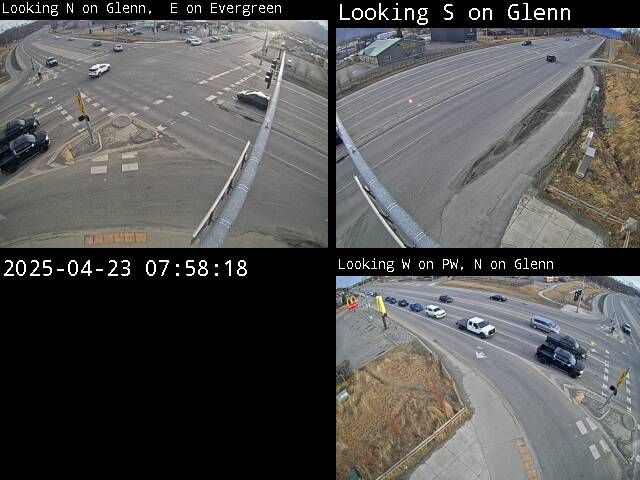 Looking N on Glenn,  E on Evergreen
Looking S on Glenn
2025-04-23 07:58:18
Looking W on PW, N on Glenn